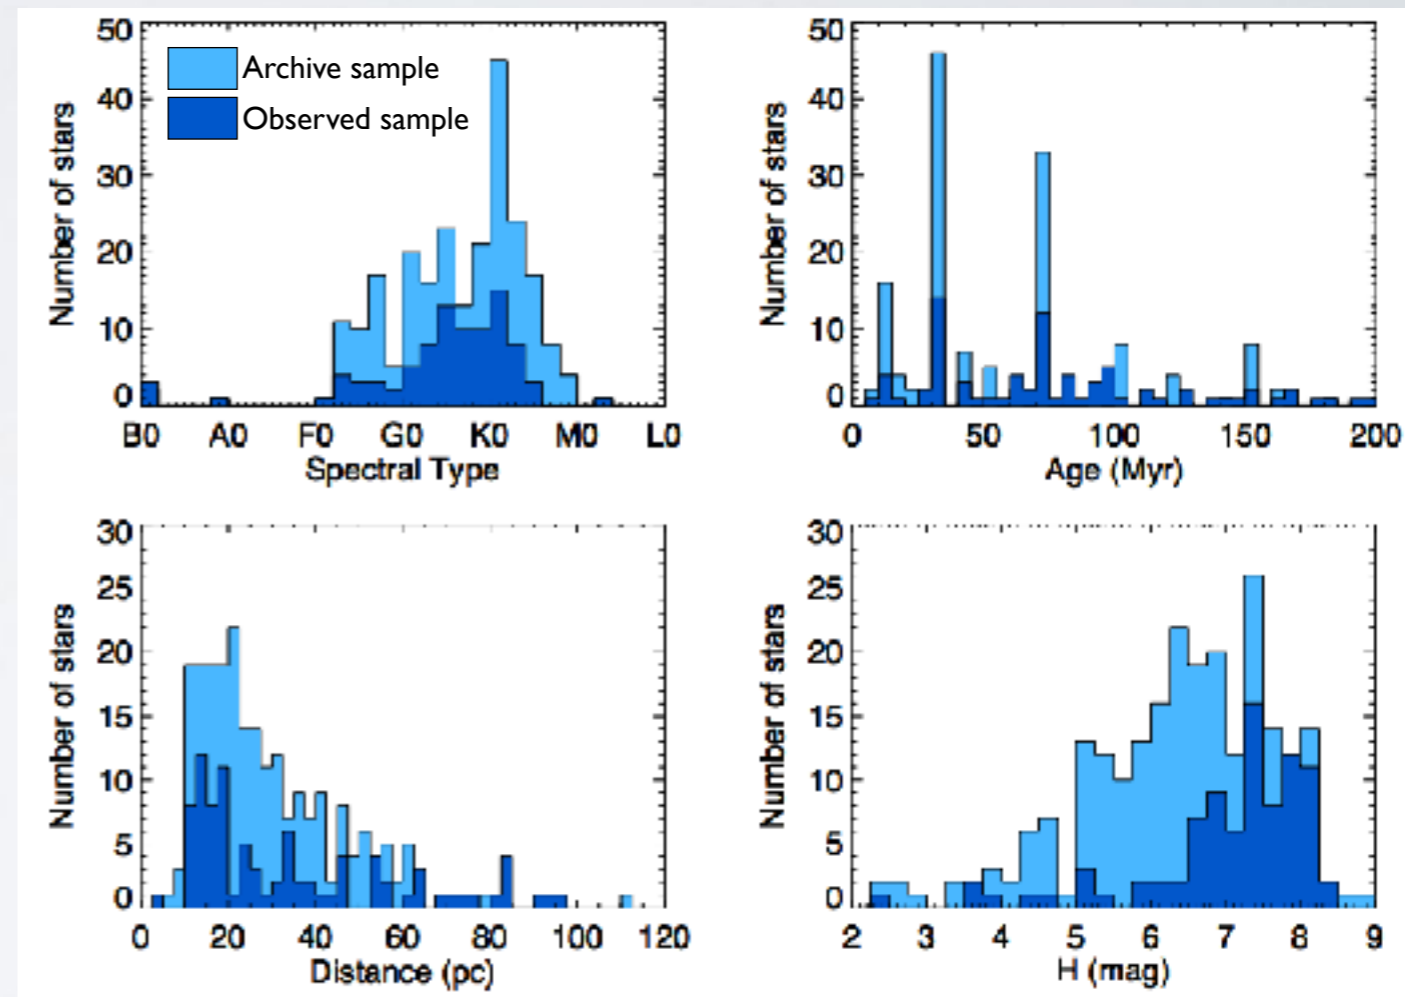 50
40
30
20
10
0
Number of stars
Archive sample
Observed sample
B0 A0 F0 G0 K0 M0 L0
Spectral Type
50
40
30
20
10
0
Number of stars
0 50 100 150 200
Age (Myr)
30
25
20
15
10
5
0
Number of stars
0 20 40 60 80 100 120
Distance (pc)
30
25
20
15
10
5
0
Number of stars
2 3 4 5 6 7 8 9
H (mag)